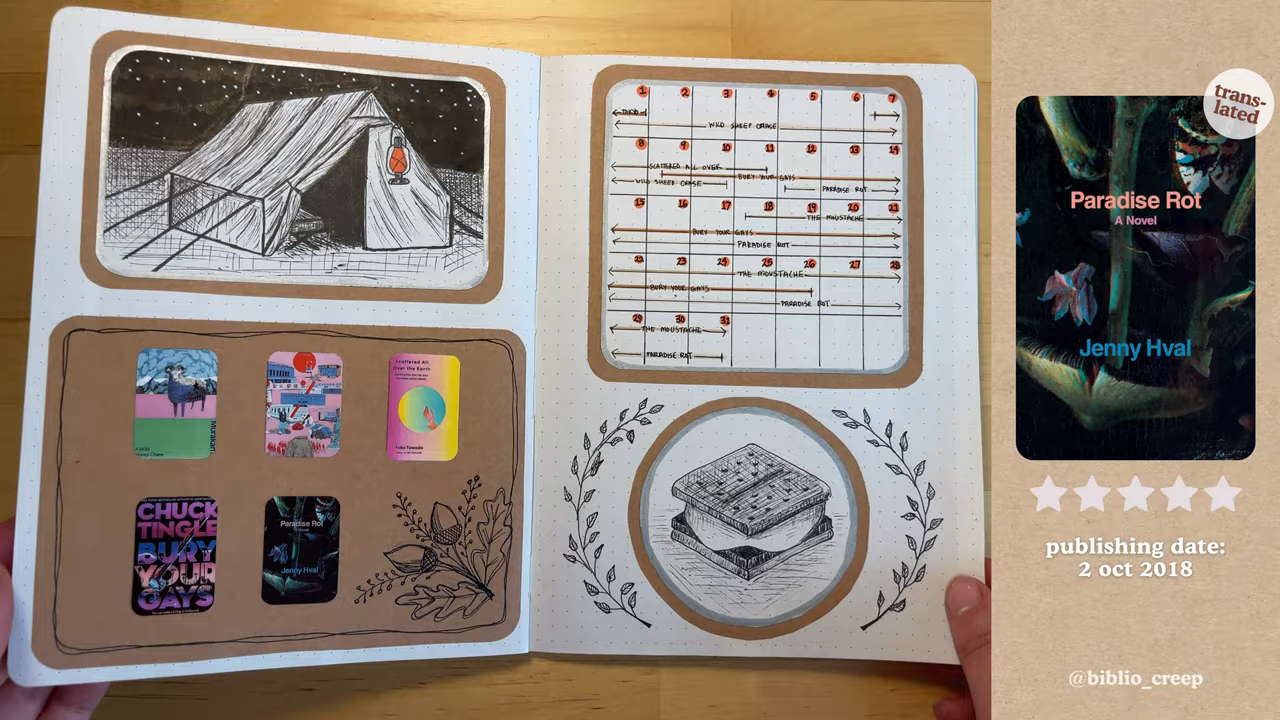 1 2 3 4 5 6 7
WILD SHEEP CHASE
8 9 10 11 12 13 14
SCATTERED ALL OVER
BURY YOUR GAYS
WILD SHEEP CHASE
PARADISE ROT
15 16 17 18 19 20 21
THE MOUSTACHE
BURY YOUR GAYS
PARADISE ROT
22 23 24 25 26 27 28
THE MOUSTACHE
BURY YOUR GAYS
PARADISE ROT
29 30 31
THE MOUSTACHE
PARADISE ROT
Murakami
A Wild
Sheep Chase
Scattered All
Over the Earth
Yoko Tawada
CHUCK
TINGLE
BURY
YOUR
GAYS
Paradise Rot
A Novel
Jenny Hval
trans-
lated
Paradise Rot
A Novel
Jenny Hval
publishing date:
2 oct 2018
@biblio_creep